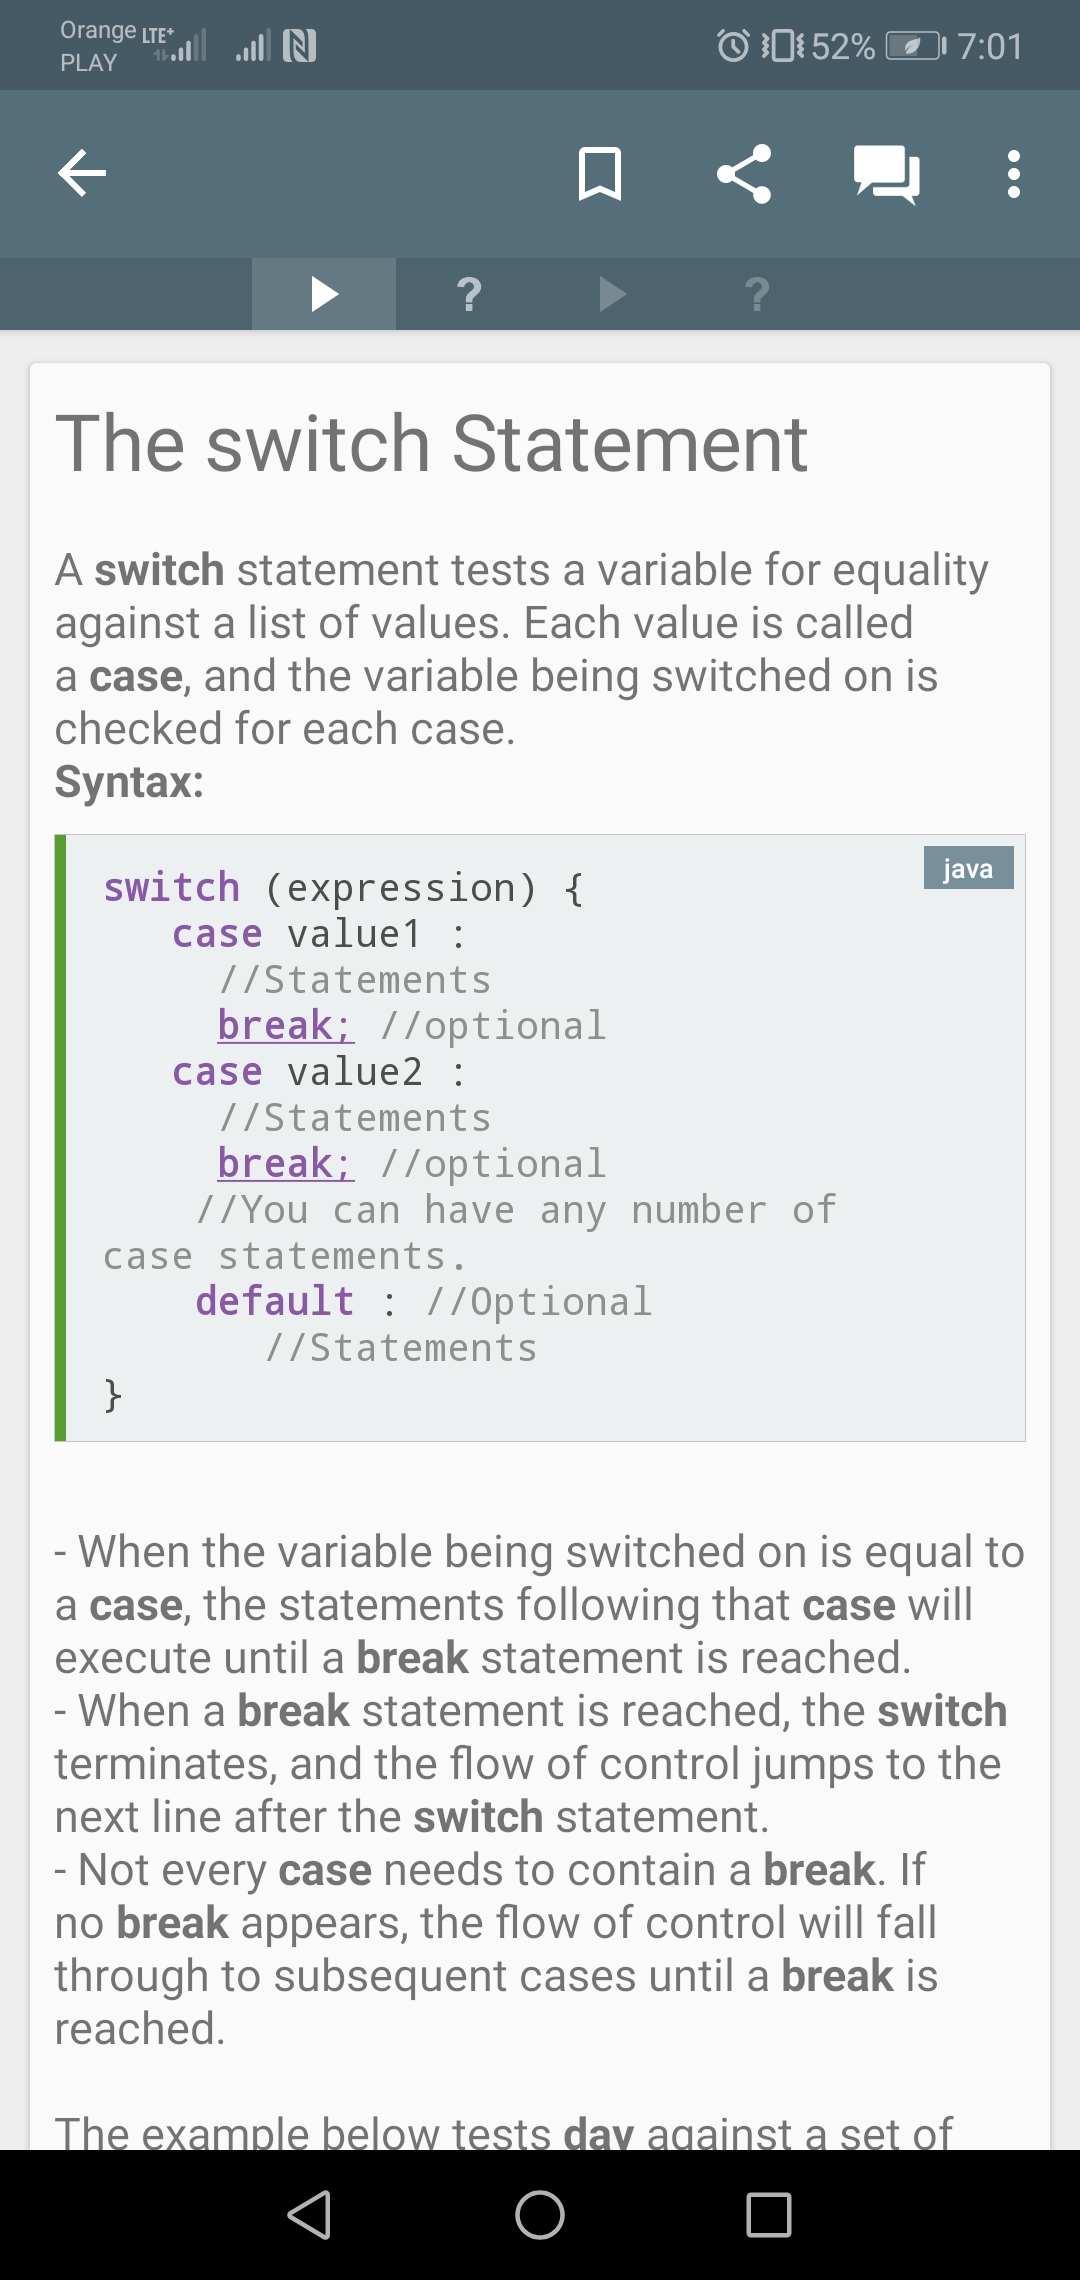 Orange LTE+
PLAY
52% 7:01
? ?
The switch Statement
A switch statement tests a variable for equality
against a list of values. Each value is called
a case, and the variable being switched on is
checked for each case.
Syntax:
java
switch (expression) {
case value1 :
//Statements
break; //optional
case value2 :
//Statements
break; //optional
//You can have any number of
case statements.
default : //Optional
//Statements
}
- When the variable being switched on is equal to
a case, the statements following that case will
execute until a break statement is reached.
- When a break statement is reached, the switch
terminates, and the flow of control jumps to the
next line after the switch statement.
- Not every case needs to contain a break. If
no break appears, the flow of control will fall
through to subsequent cases until a break is
reached.
The example below tests day against a set of